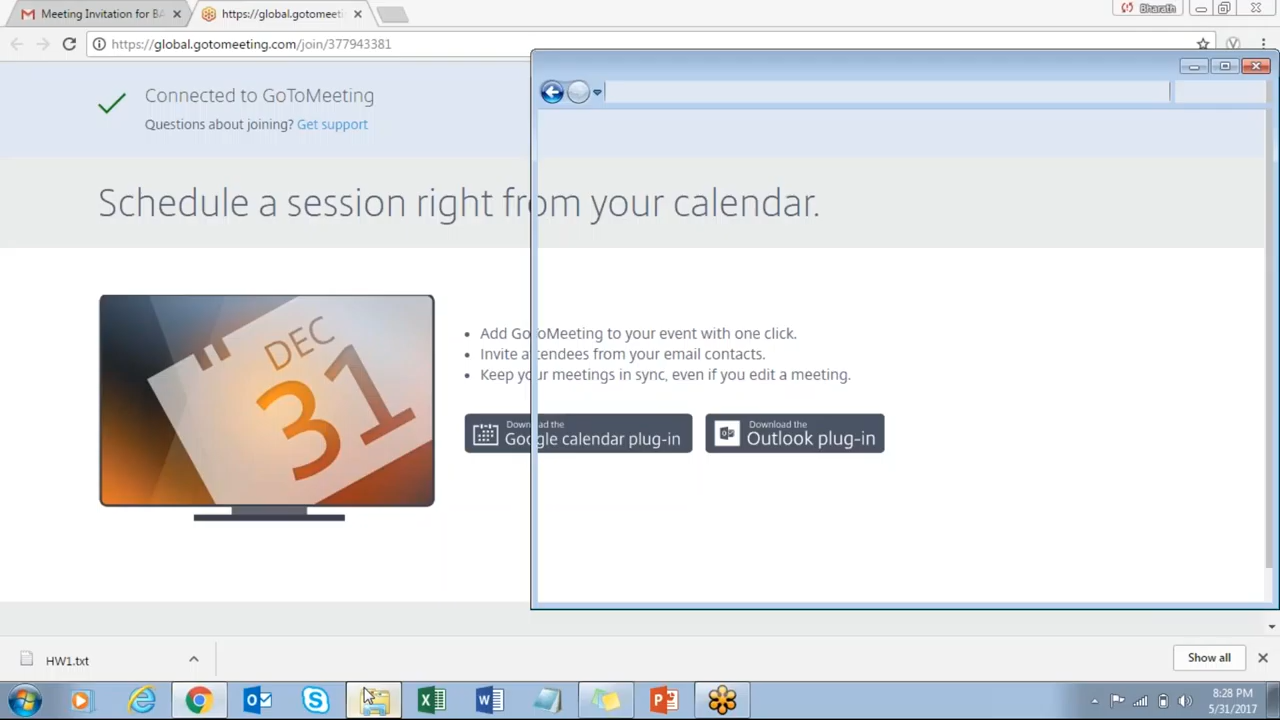 Meeting Invitation for BA
https://global.gotomeeting
Bharath
https://global.gotomeeting.com/join/377943381
Connected to GoToMeeting
Questions about joining? Get support
Schedule a session right from your calendar.
DEC
31
Add GoToMeeting to your event with one click.
Invite attendees from your email contacts.
Keep your meetings in sync, even if you edit a meeting.
Download the
Google calendar plug-in
Download the
Outlook plug-in
HW1.txt
Show all
8:28 PM
5/31/2017